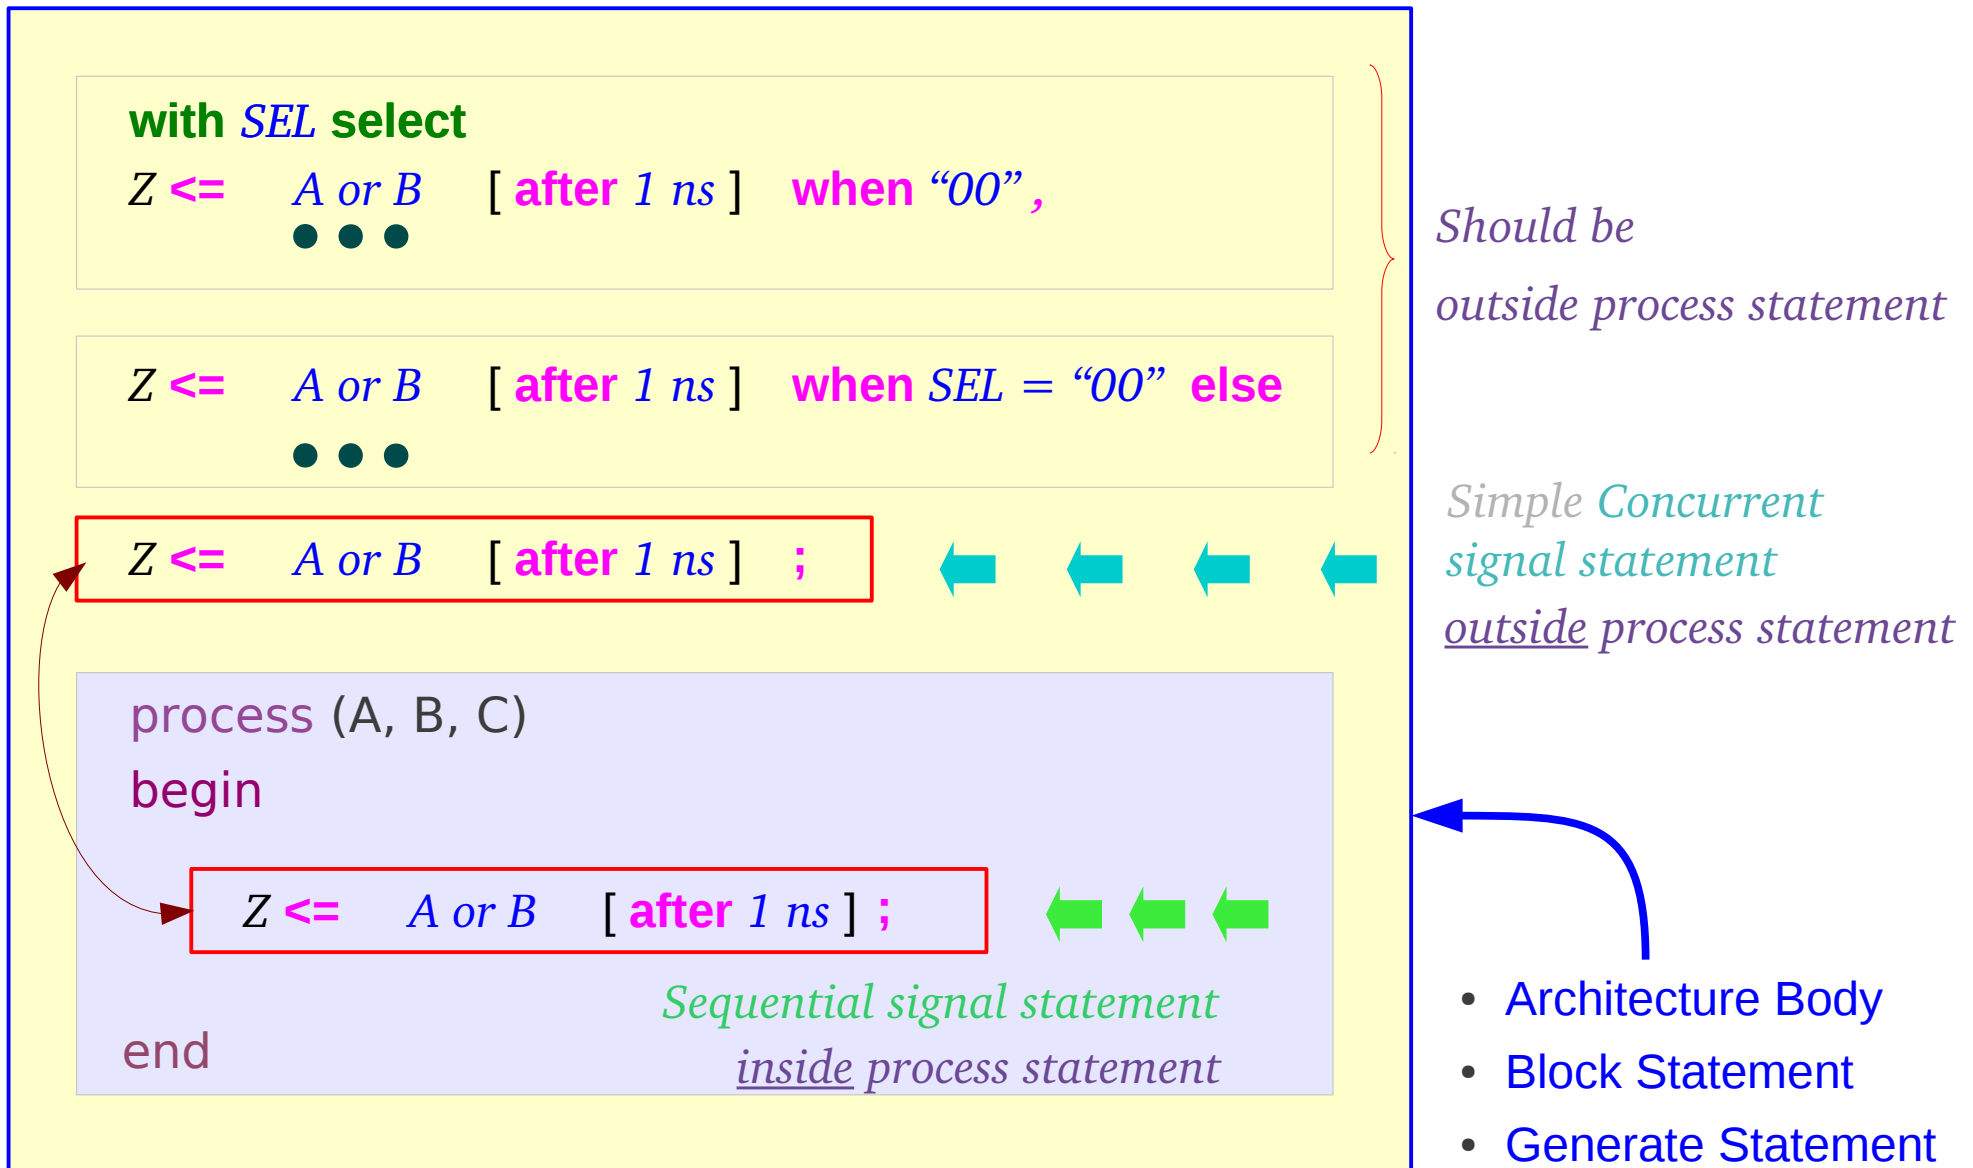 with SEL select
Z <= A or B [ after 1 ns ] when “00” ,
Z <= A or B [ after 1 ns ] when SEL = “00” else
Should be
outside process statement
Z <= A or B [ after 1 ns ] ;
Simple Concurrent
signal statement
outside process statement
process (A, B, C)
begin
Z <= A or B [ after 1 ns ] ;
Sequential signal statement
inside process statement
end
• Architecture Body
• Block Statement
• Generate Statement